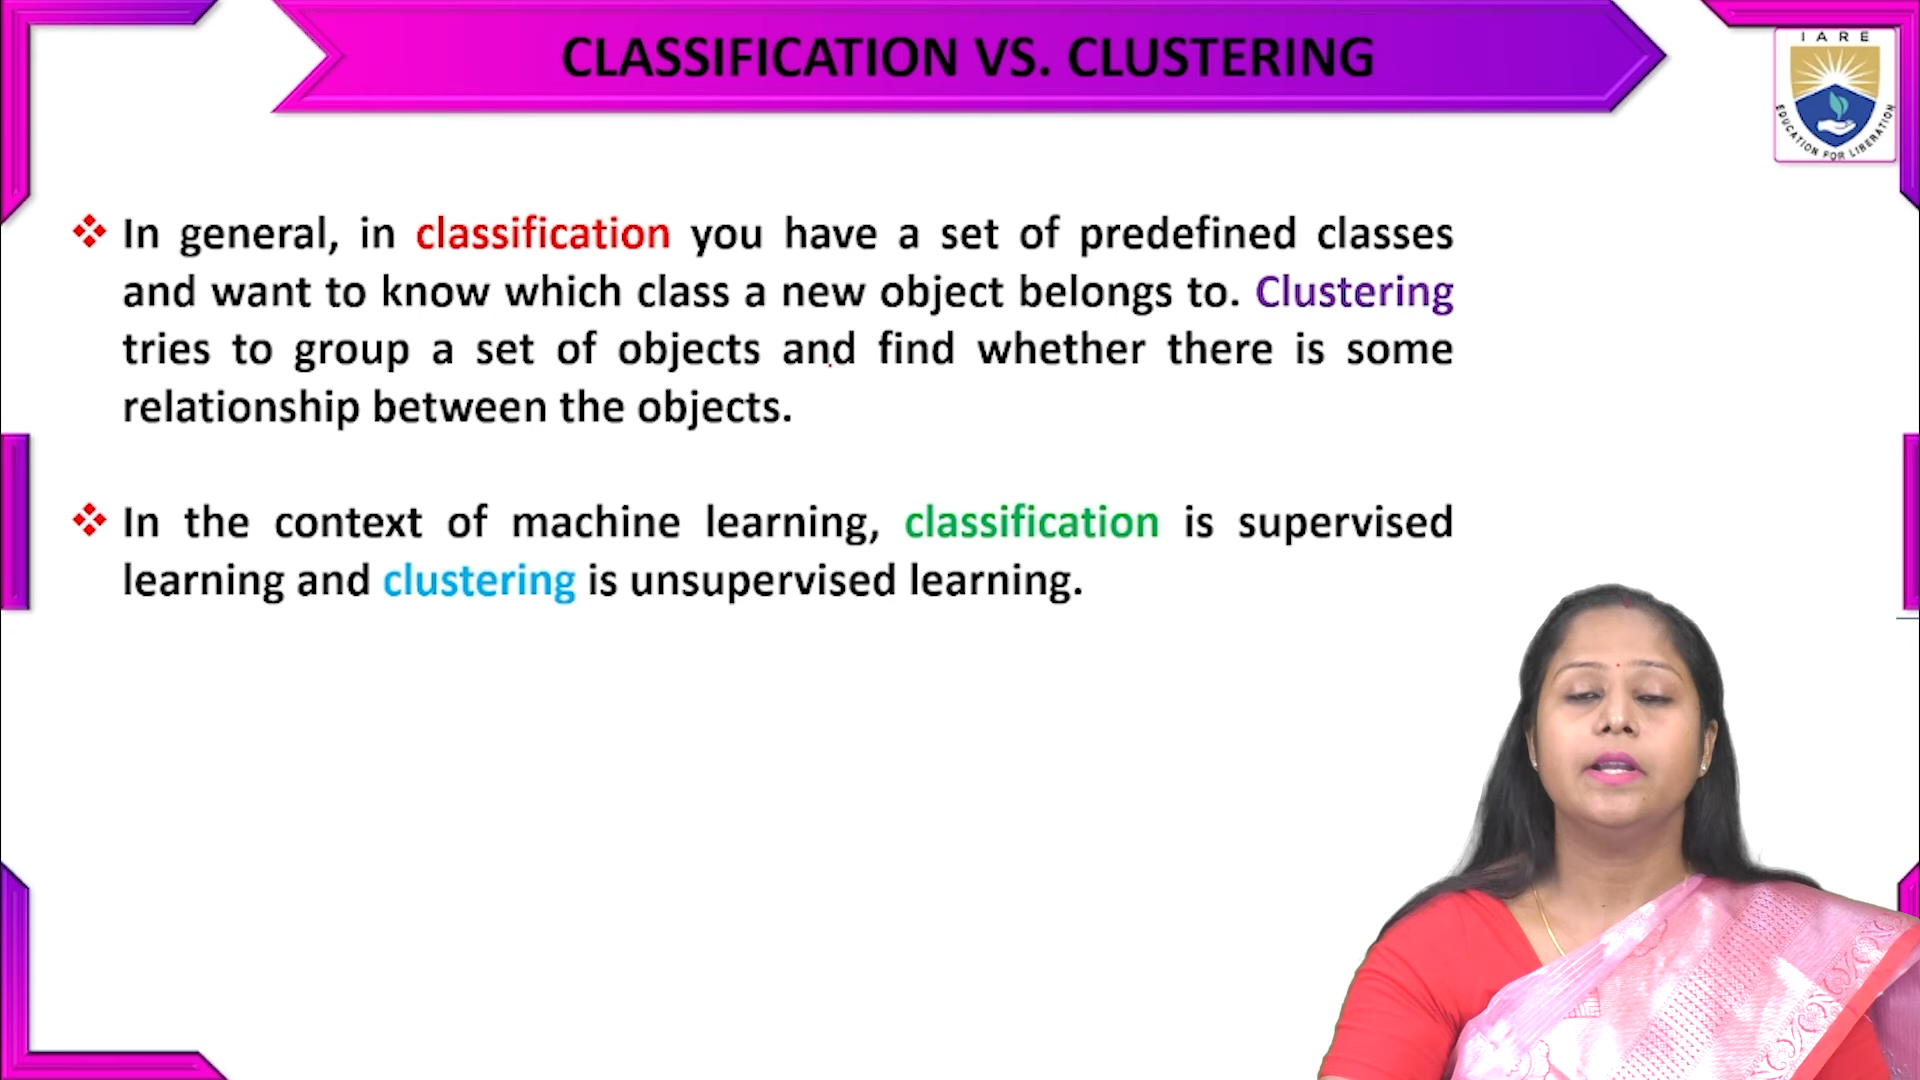 CLASSIFICATION VS. CLUSTERING
IARE
EDUCATION FOR LIBERATION
❖ In general, in classification you have a set of predefined classes
and want to know which class a new object belongs to. Clustering
tries to group a set of objects and find whether there is some
relationship between the objects.
❖ In the context of machine learning, classification is supervised
learning and clustering is unsupervised learning.